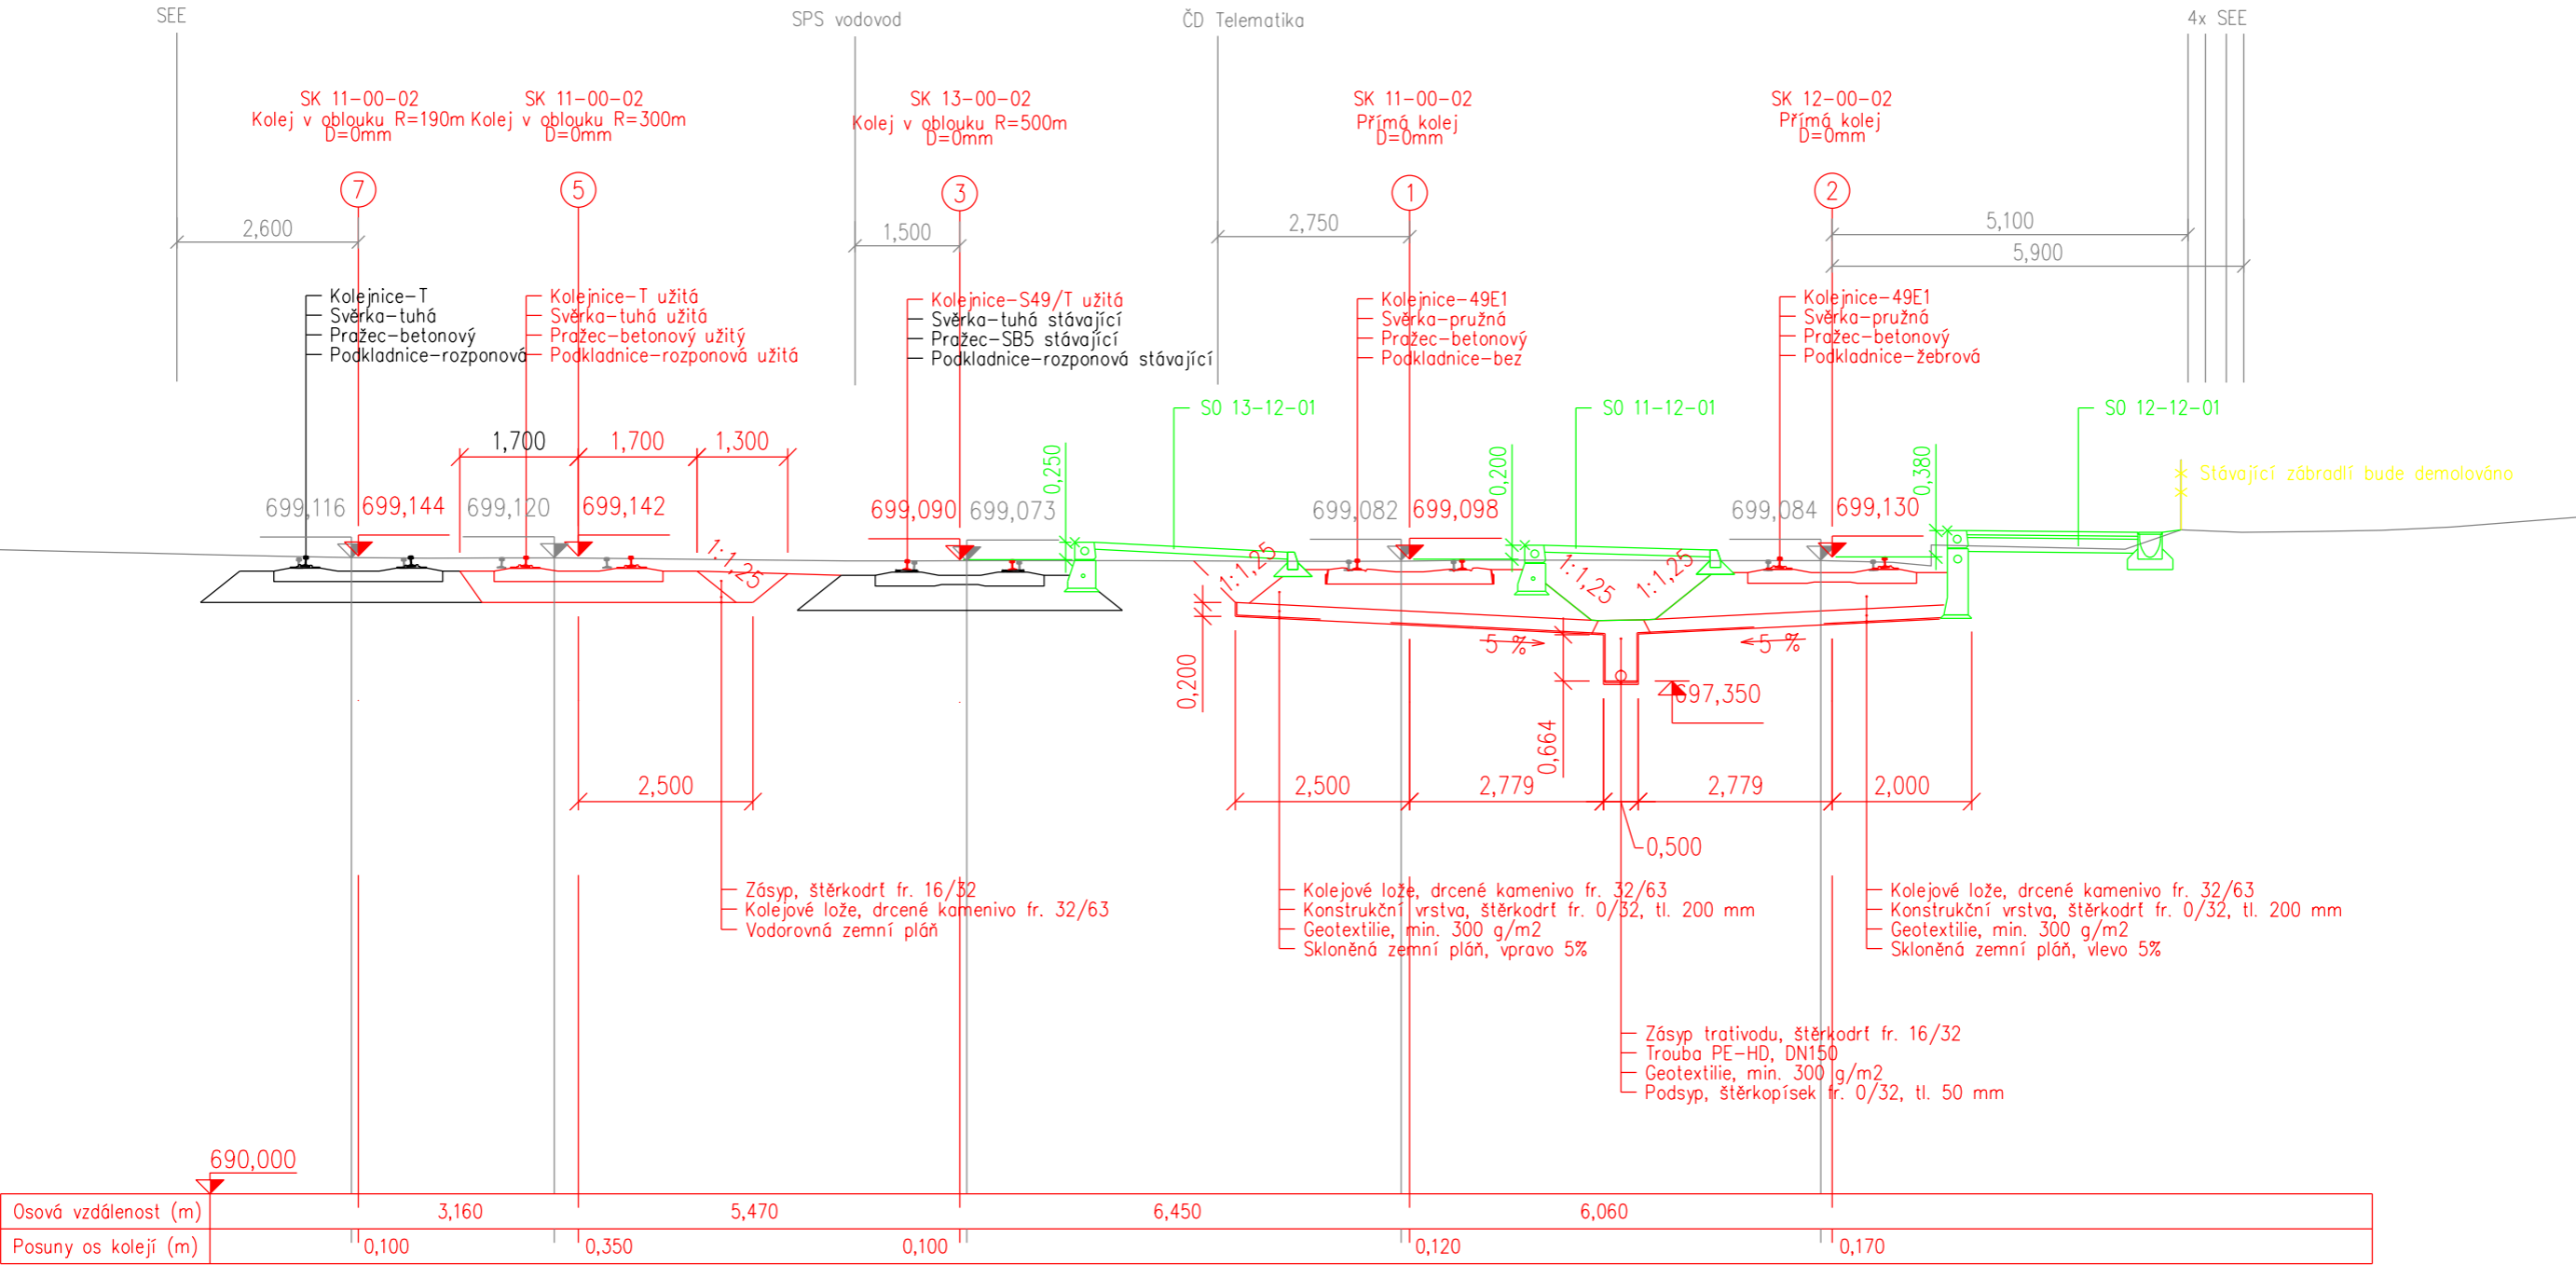 SEE
SPS vodovod
ČD Telematika
4x SEE
SK 11-00-02
Kolej v oblouku R=190m
D=0mm
SK 11-00-02
Kolej v oblouku R=300m
D=0mm
SK 13-00-02
Kolej v oblouku R=500m
D=0mm
SK 11-00-02
Přímá kolej
D=0mm
SK 12-00-02
Přímá kolej
D=0mm
7
5
3
1
2
2,600
1,500
2,750
5,100
5,900
Kolejnice-T
Svěrka-tuhá
Pražec-betonový
Podkladnice-rozponová
Kolejnice-T užitá
Svěrka-tuhá užitá
Pražec-betonový užitý
Podkladnice-rozponová užitá
Kolejnice-S49/T užitá
Svěrka-tuhá stávající
Pražec-SB5 stávající
Podkladnice-rozponová stávající
Kolejnice-49E1
Svěrka-pružná
Pražec-betonový
Podkladnice-bez
Kolejnice-49E1
Svěrka-pružná
Pražec-betonový
Podkladnice-žebrová
SO 13-12-01
SO 11-12-01
SO 12-12-01
1,700
1,700
1,300
0,250
0,200
0,380
Stávající zábradlí bude demolováno
699,116
699,144
699,120
699,142
699,090
699,073
699,082
699,098
699,084
699,130
1:1,25
1:1,25
1:1,25
1:1,25
5 %
5 %
0,200
0,664
697,350
2,500
2,500
2,779
2,779
2,000
0,500
Zásyp, štěrkodrť fr. 16/32
Kolejové lože, drcené kamenivo fr. 32/63
Vodorovná zemní pláň
Kolejové lože, drcené kamenivo fr. 32/63
Konstrukční vrstva, štěrkodrť fr. 0/32, tl. 200 mm
Geotextilie, min. 300 g/m2
Skloněná zemní pláň, vpravo 5%
Kolejové lože, drcené kamenivo fr. 32/63
Konstrukční vrstva, štěrkodrť fr. 0/32, tl. 200 mm
Geotextilie, min. 300 g/m2
Skloněná zemní pláň, vlevo 5%
Zásyp trativodu, štěrkodrť fr. 16/32
Trouba PE-HD, DN150
Geotextilie, min. 300 g/m2
Podsyp, štěrkopísek fr. 0/32, tl. 50 mm
690,000
Osová vzdálenost (m) 3,160 5,470 6,450 6,060
Posuny os kolejí (m) 0,100 0,350 0,100 0,120 0,170